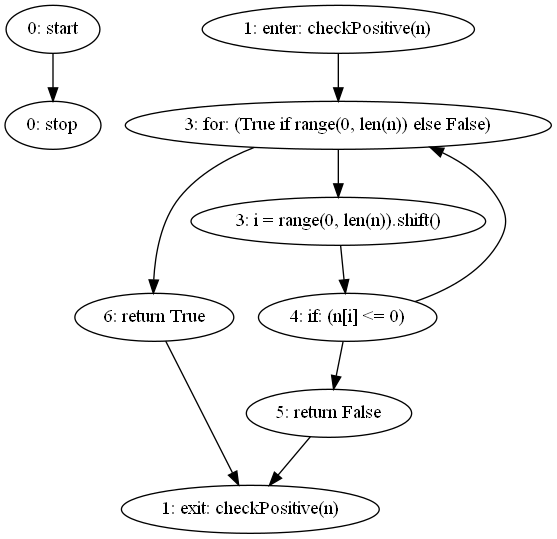 0: start
1: enter: checkPositive(n)
0: stop
3: for: (True if range(0, len(n)) else False)
3: i = range(0, len(n)).shift()
6: return True
4: if: (n[i] <= 0)
5: return False
1: exit: checkPositive(n)